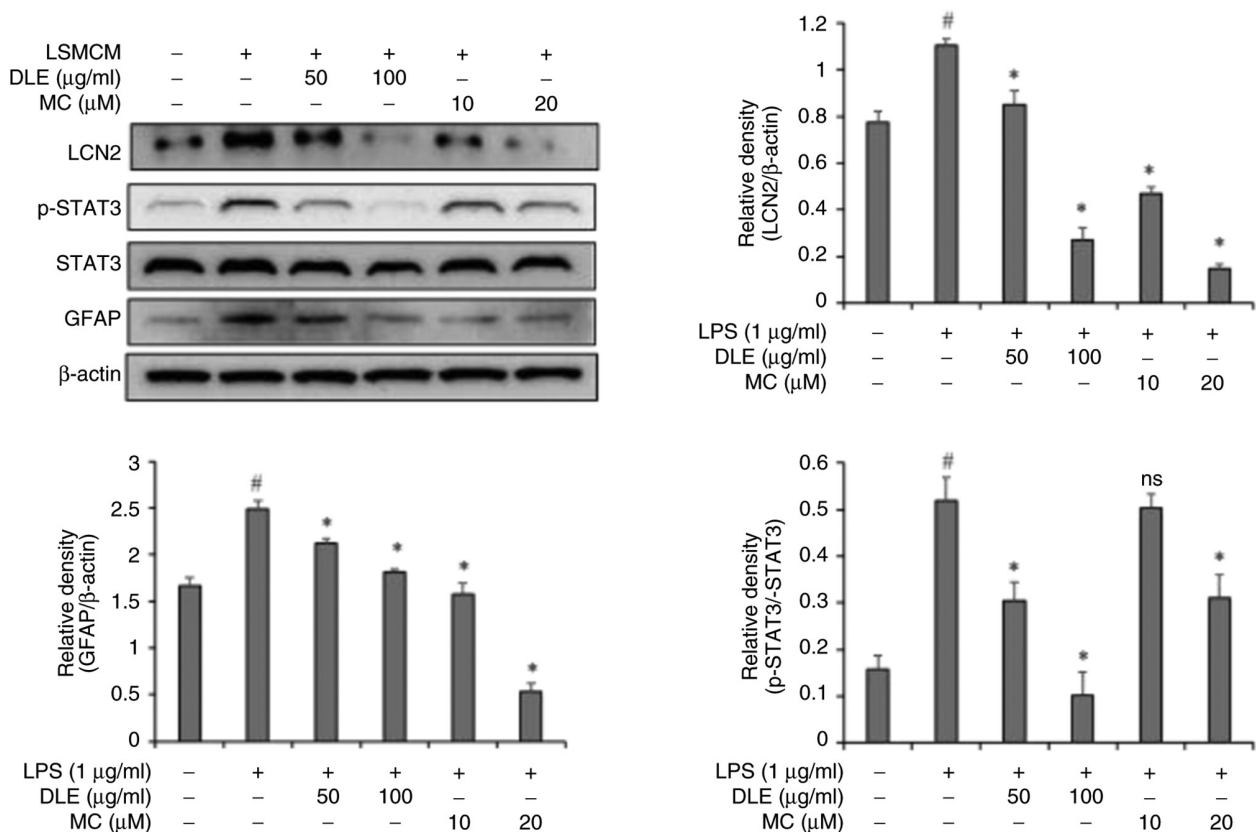 LSMCM – + + + + +
DLE (μg/ml) – – 50 100 – –
MC (μM) – – – – 10 20
LCN2
p-STAT3
STAT3
GFAP
β-actin
Relative density
(LCN2/β-actin)
1.2
1
0.8
0.6
0.4
0.2
0
# * * * *
LPS (1 μg/ml) – + + + + +
DLE (μg/ml) – – 50 100 – –
MC (μM) – – – – 10 20
Relative density
(GFAP/β-actin)
3
2.5
2
1.5
1
0.5
0
# * * * *
LPS (1 μg/ml) – + + + + +
DLE (μg/ml) – – 50 100 – –
MC (μM) – – – – 10 20
Relative density
(p-STAT3/-STAT3)
0.6
0.5
0.4
0.3
0.2
0.1
0
# * * ns *
LPS (1 μg/ml) – + + + + +
DLE (μg/ml) – – 50 100 – –
MC (μM) – – – – 10 20